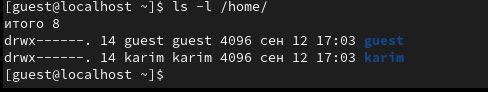 [guest@localhost ~]$ ls -l /home/
итого 8
drwx------. 14 guest guest 4096 сен 12 17:03 guest
drwx------. 14 karim karim 4096 сен 12 17:03 karim
[guest@localhost ~]$